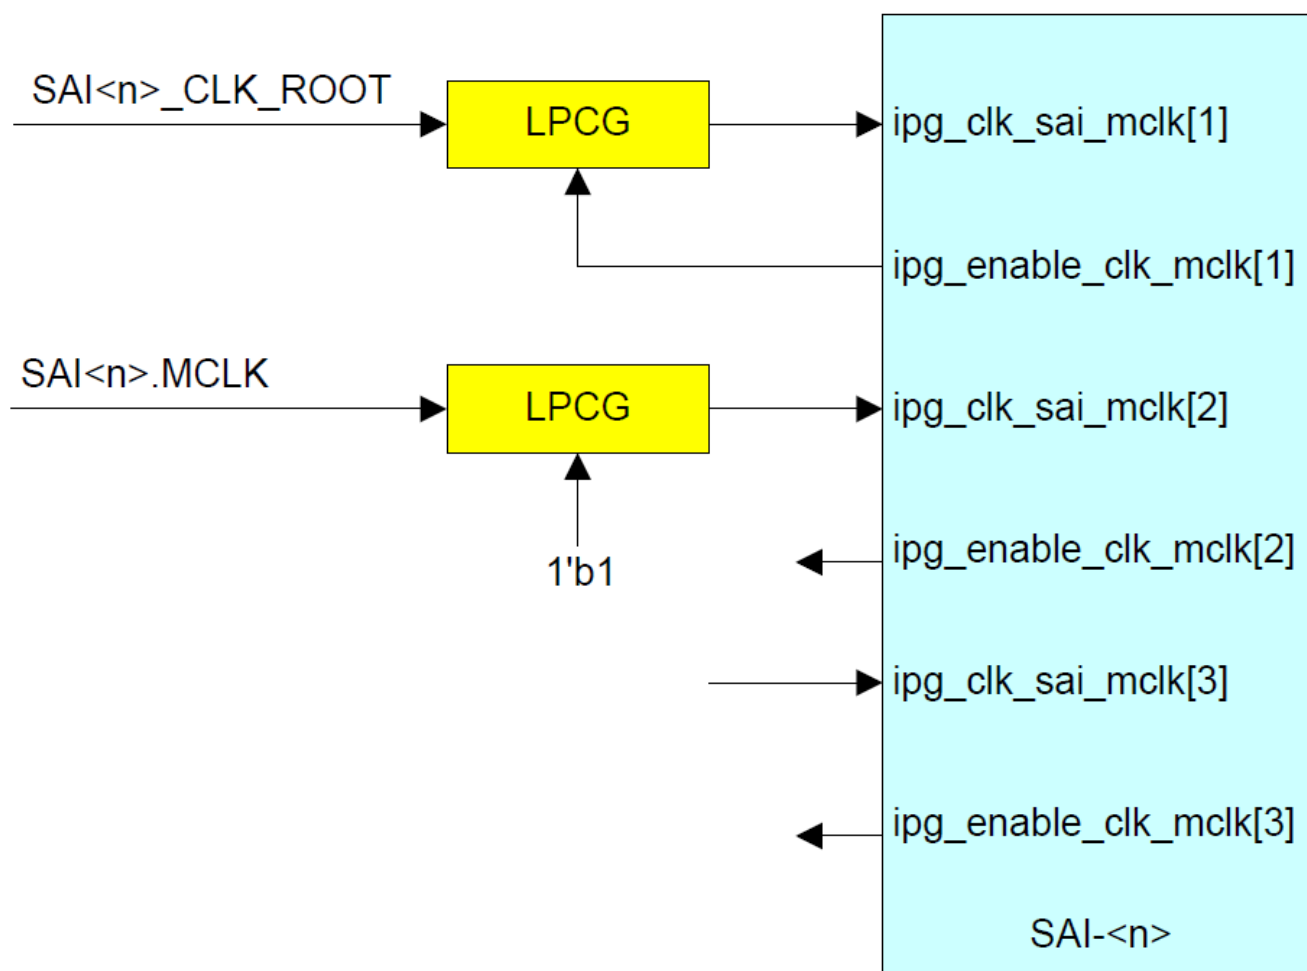 SAI<n>_CLK_ROOT
LPCG
ipg_clk_sai_mclk[1]
ipg_enable_clk_mclk[1]
SAI<n>.MCLK
LPCG
ipg_clk_sai_mclk[2]
1'b1
ipg_enable_clk_mclk[2]
ipg_clk_sai_mclk[3]
ipg_enable_clk_mclk[3]
SAI-<n>